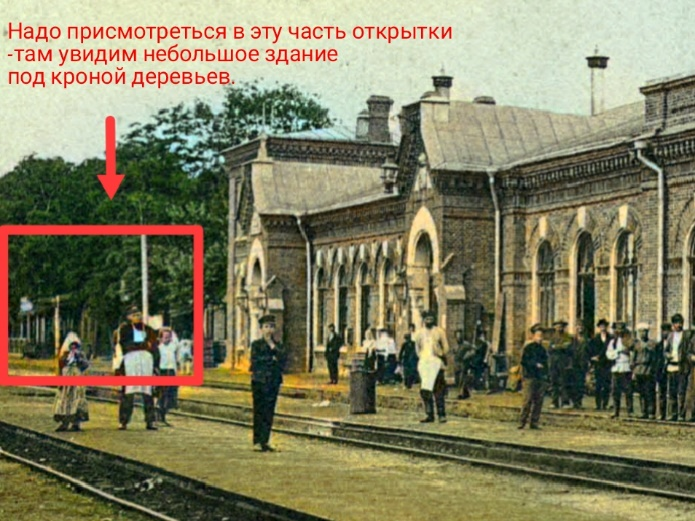 Надо присмотреться в эту часть открытки
-там увидим небольшое здание
под кроной деревьев.